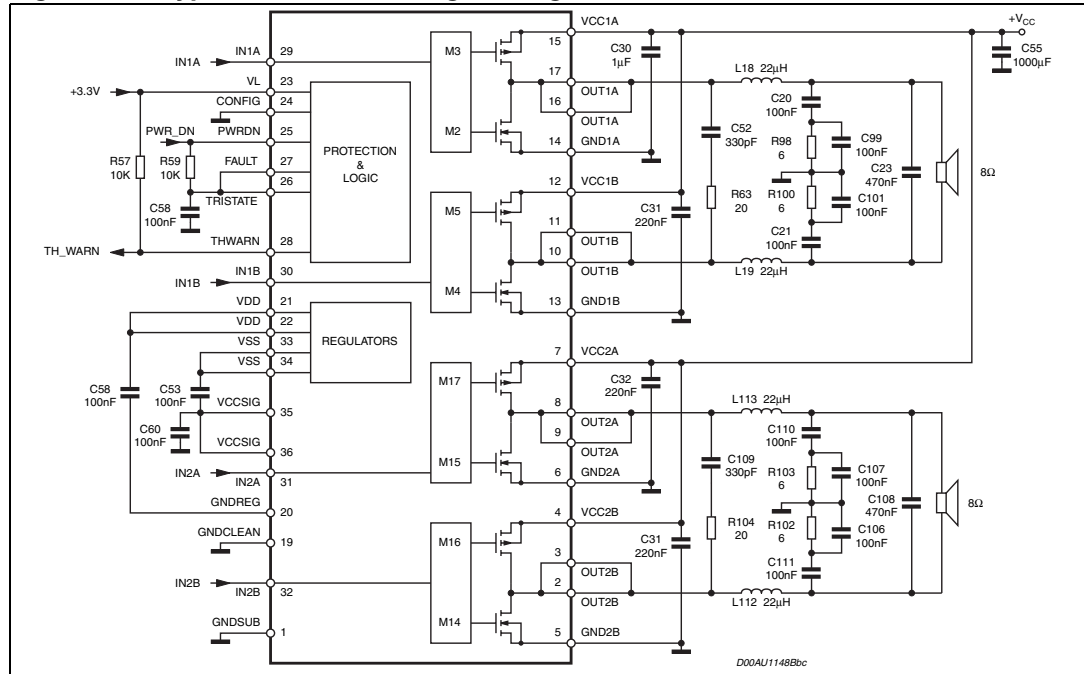 VCC1A
+VCC
15
C30
1µF
C55
1000µF
IN1A
29
IN1A
M3
17
L18 22µH
VL
23
OUT1A
+3.3V
CONFIG
24
16
OUT1A
C20
100nF
PWR_DN
PWRDN
25
M2
14
GND1A
C52
330pF
R98
6
C99
100nF
R57
10K
R59
10K
FAULT
27
PROTECTION
&
LOGIC
C23
470nF
8Ω
26
TRISTATE
12
VCC1B
C58
100nF
M5
C31
220nF
R63
20
R100
6
C101
100nF
11
OUT1B
C21
100nF
TH_WARN
THWARN
28
10
OUT1B
L19 22µH
IN1B
30
IN1B
M4
13
GND1B
VDD
21
VDD
22
VSS
33
REGULATORS
VSS
34
7
VCC2A
C58
100nF
C53
100nF
M17
C32
220nF
L113 22µH
VCCSIG
35
8
OUT2A
C60
100nF
9
OUT2A
C110
100nF
VCCSIG
36
IN2A
IN2A
31
M15
6
GND2A
C109
330pF
R103
6
C107
100nF
C108
470nF
8Ω
GNDREG
20
4
VCC2B
GNDCLEAN
19
M16
C31
220nF
R104
20
R102
6
C106
100nF
3
OUT2B
C111
100nF
IN2B
IN2B
32
2
OUT2B
L112 22µH
GNDSUB
1
M14
5
GND2B
D00AU1148Bbc